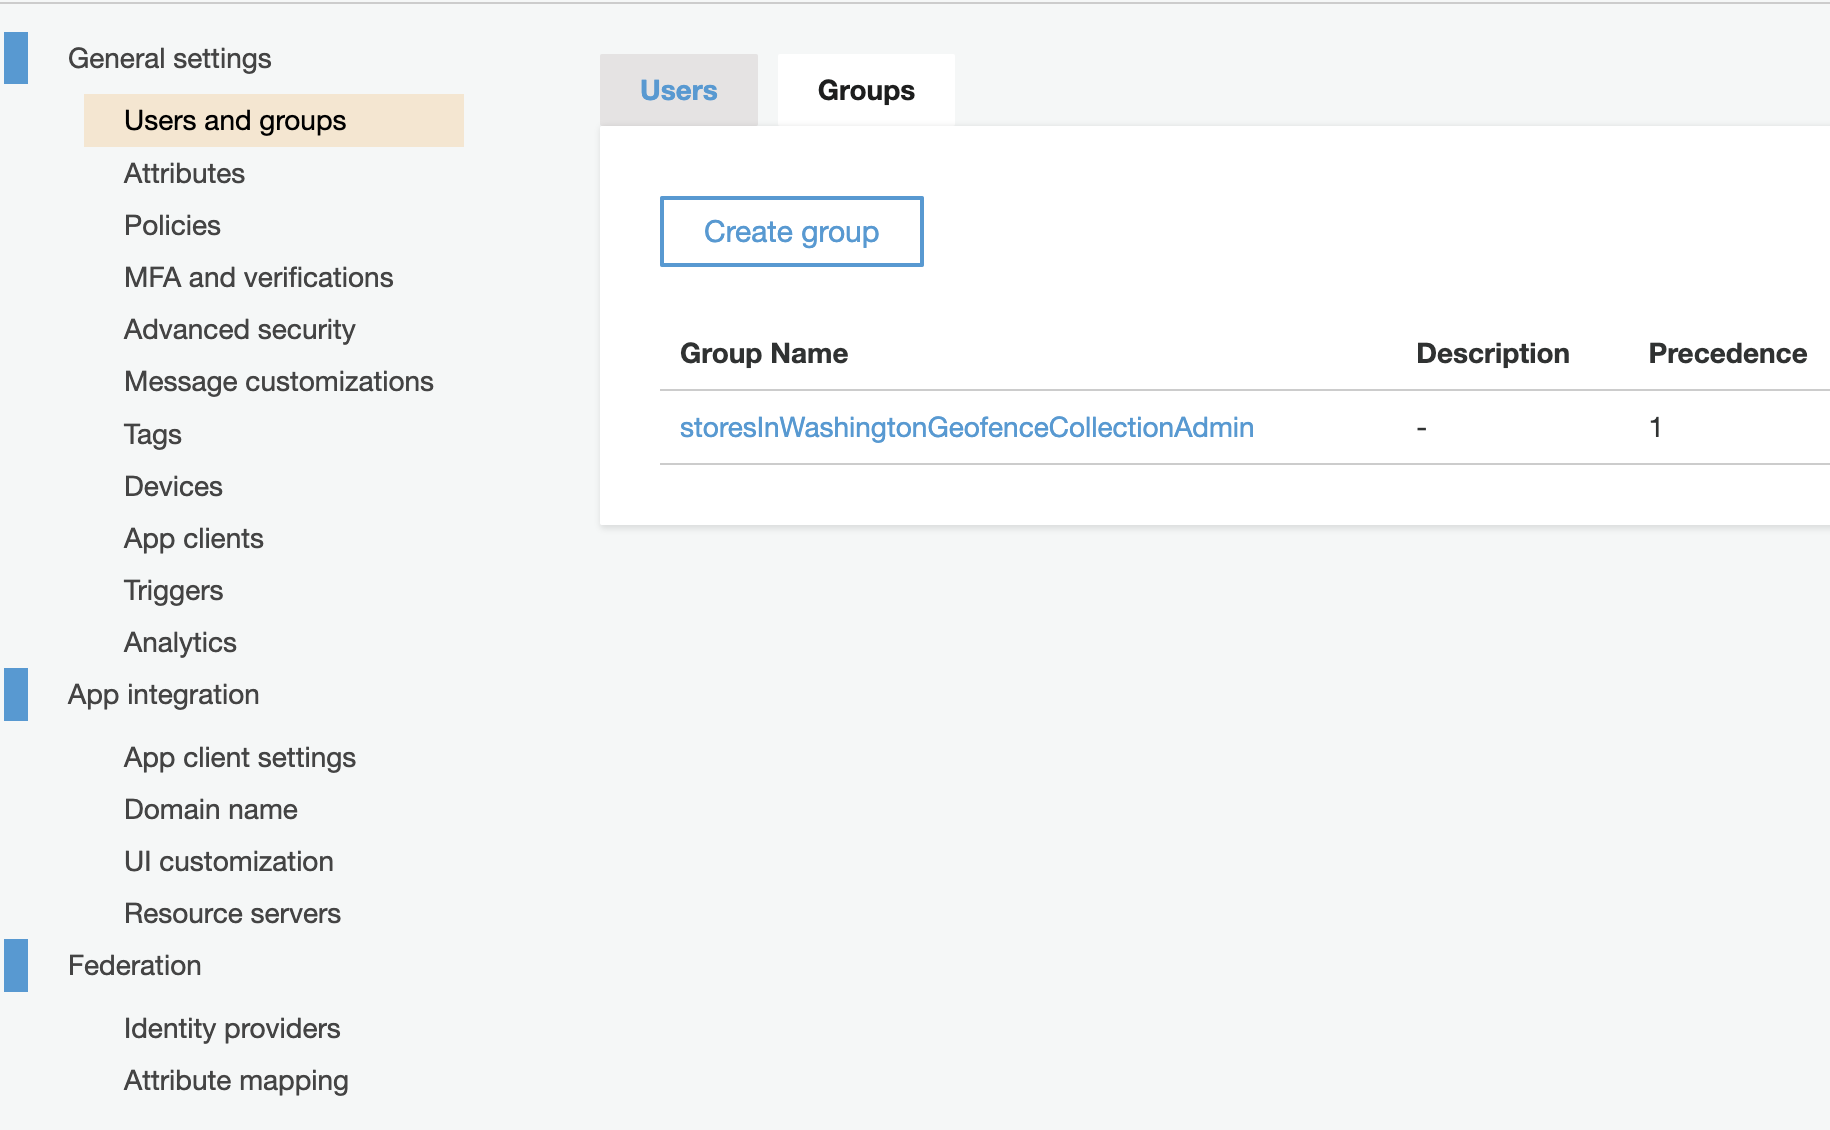 General settings
Users and groups
Attributes
Policies
MFA and verifications
Advanced security
Message customizations
Tags
Devices
App clients
Triggers
Analytics
App integration
App client settings
Domain name
UI customization
Resource servers
Federation
Identity providers
Attribute mapping
Users Groups
Create group
Group Name Description Precedence
storesInWashingtonGeofenceCollectionAdmin - 1